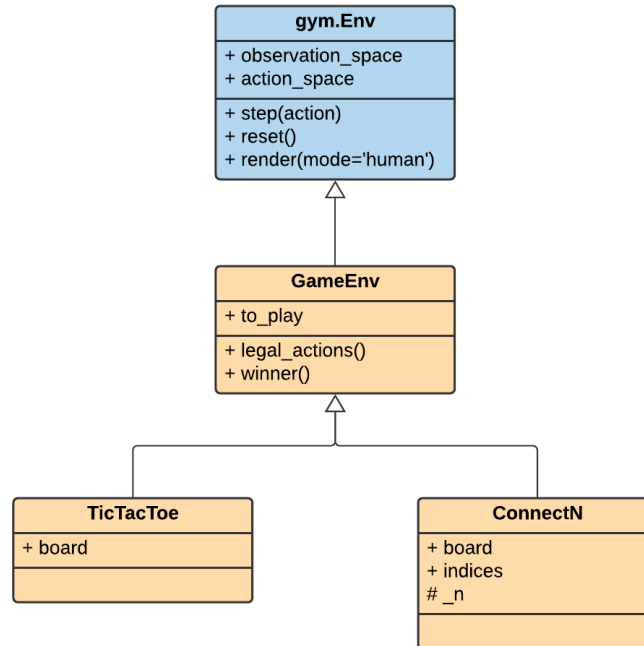 gym.Env
+ observation_space
+ action_space
+ step(action)
+ reset()
+ render(mode='human')
GameEnv
+ to_play
+ legal_actions()
+ winner()
TicTacToe
+ board
ConnectN
+ board
+ indices
# _n